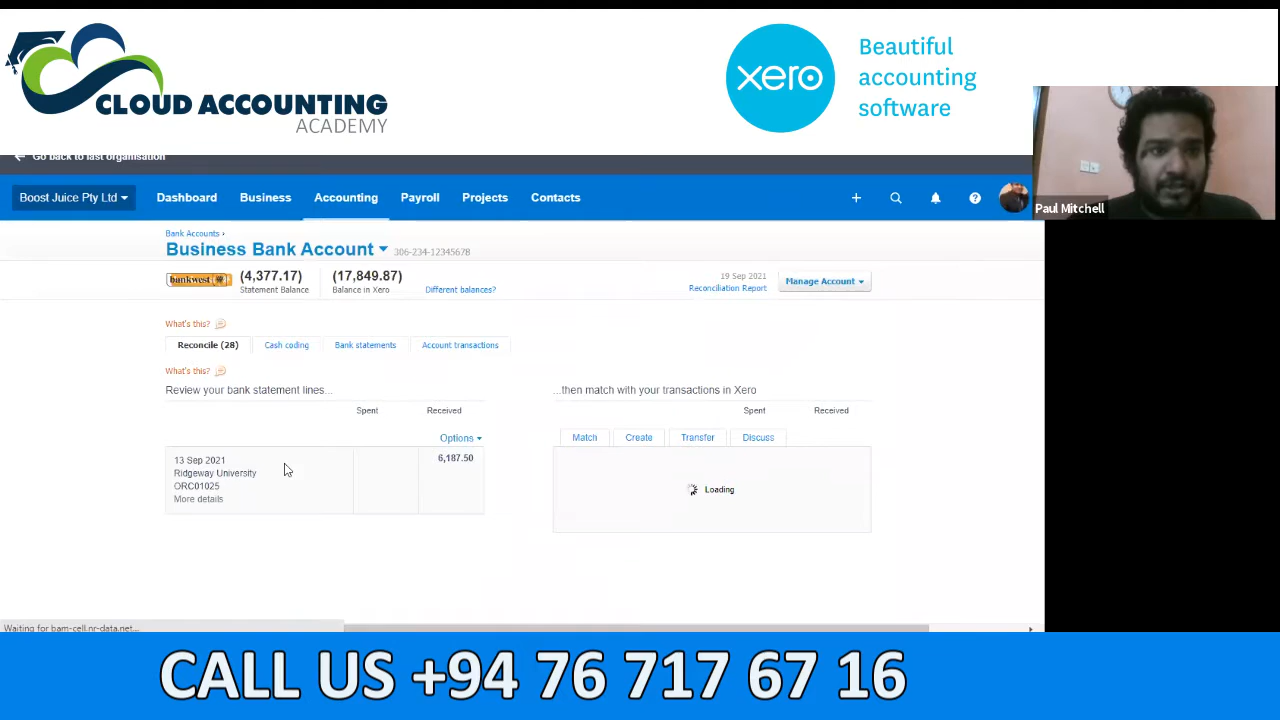 CLOUD ACCOUNTING
ACADEMY
xero
Beautiful
accounting
software
Go back to last organisation
Boost Juice Pty Ltd
Dashboard
Business
Accounting
Payroll
Projects
Contacts
Paul Mitchell
Bank Accounts ›
Business Bank Account
306-234-12345678
bankwest
(4,377.17)
Statement Balance
(17,849.87)
Balance in Xero
Different balances?
19 Sep 2021
Reconciliation Report
Manage Account
What's this?
Reconcile (28)
Cash coding
Bank statements
Account transactions
What's this?
Review your bank statement lines...
...then match with your transactions in Xero
Spent
Received
Spent
Received
Options
Match
Create
Transfer
Discuss
13 Sep 2021
Ridgeway University
ORC01025
More details
6,187.50
Loading
Waiting for bam-cell.nr-data.net...
CALL US +94 76 717 67 16